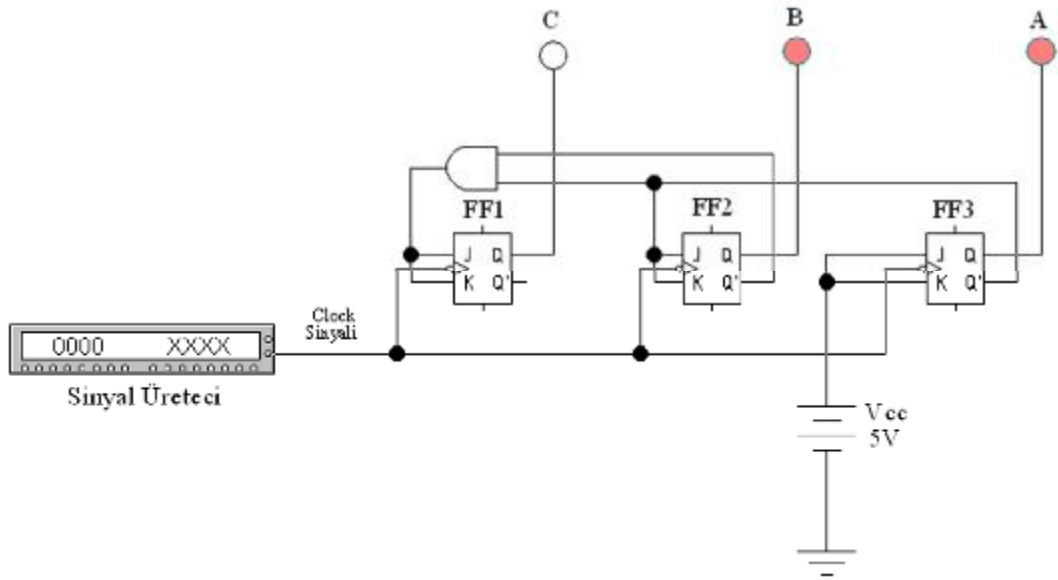 C B A
FF1 FF2 FF3
J Q J Q J Q
K Q' K Q' K Q'
Clock
Sinyali
0000 XXXX
Sinyal Üreteci
Vcc
5V